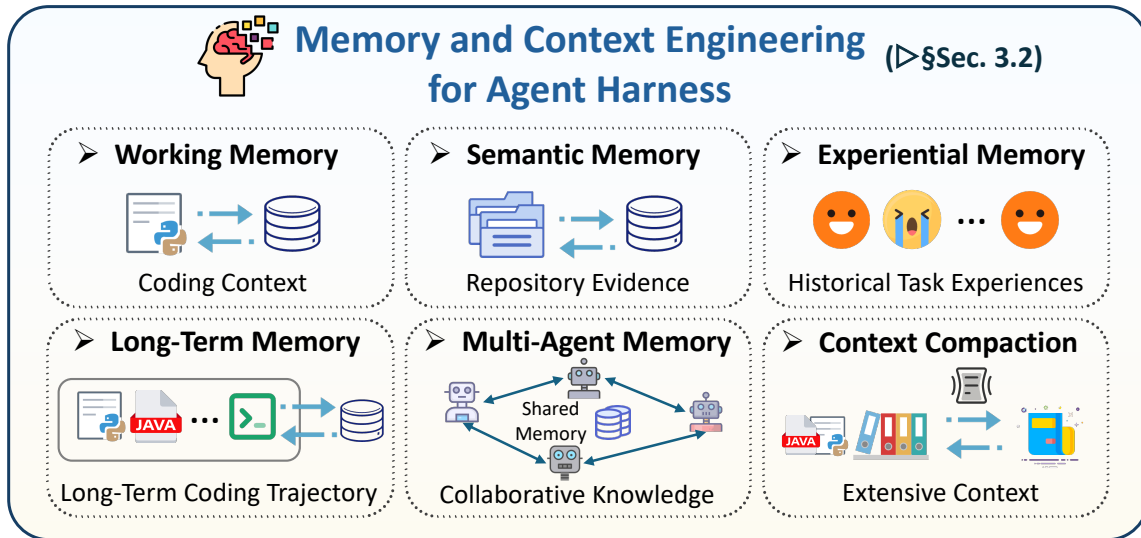 Memory and Context Engineering
for Agent Harness
(▷§Sec. 3.2)
➢ Working Memory
Coding Context
➢ Semantic Memory
Repository Evidence
➢ Experiential Memory
...
Historical Task Experiences
➢ Long-Term Memory
JAVA
...
Long-Term Coding Trajectory
➢ Multi-Agent Memory
Shared
Memory
Collaborative Knowledge
➢ Context Compaction
JAVA
Extensive Context